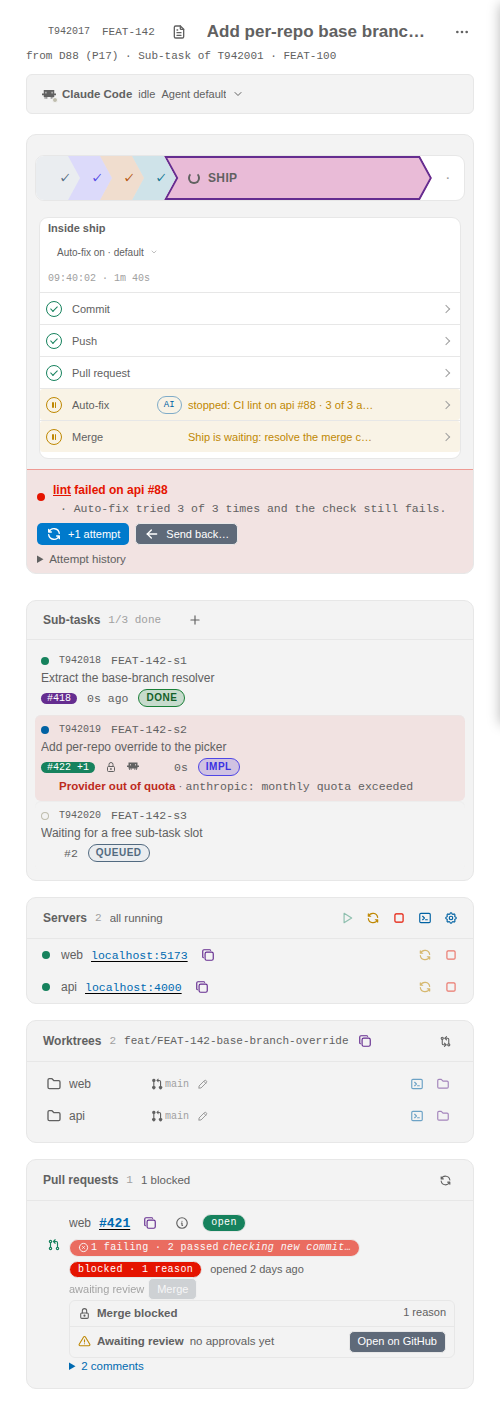 T942017 FEAT-142 Add per-repo base branc…
from D88 (P17) · Sub-task of T942001 · FEAT-100
Claude Code idle Agent default
SHIP
Inside ship
Auto-fix on · default
09:40:02 · 1m 40s
Commit
Push
Pull request
Auto-fix AI stopped: CI lint on api #88 · 3 of 3 a…
Merge Ship is waiting: resolve the merge c…
lint failed on api #88
· Auto-fix tried 3 of 3 times and the check still fails.
+1 attempt Send back…
Attempt history
Sub-tasks 1/3 done
T942018 FEAT-142-s1
Extract the base-branch resolver
#418 0s ago DONE
T942019 FEAT-142-s2
Add per-repo override to the picker
#422 +1 0s IMPL
Provider out of quota · anthropic: monthly quota exceeded
T942020 FEAT-142-s3
Waiting for a free sub-task slot
#2 QUEUED
Servers 2 all running
web localhost:5173
api localhost:4000
Worktrees 2 feat/FEAT-142-base-branch-override
web main
api main
Pull requests 1 1 blocked
web #421 open
1 failing · 2 passed checking new commit…
blocked · 1 reason opened 2 days ago
awaiting review Merge
Merge blocked 1 reason
Awaiting review no approvals yet Open on GitHub
2 comments